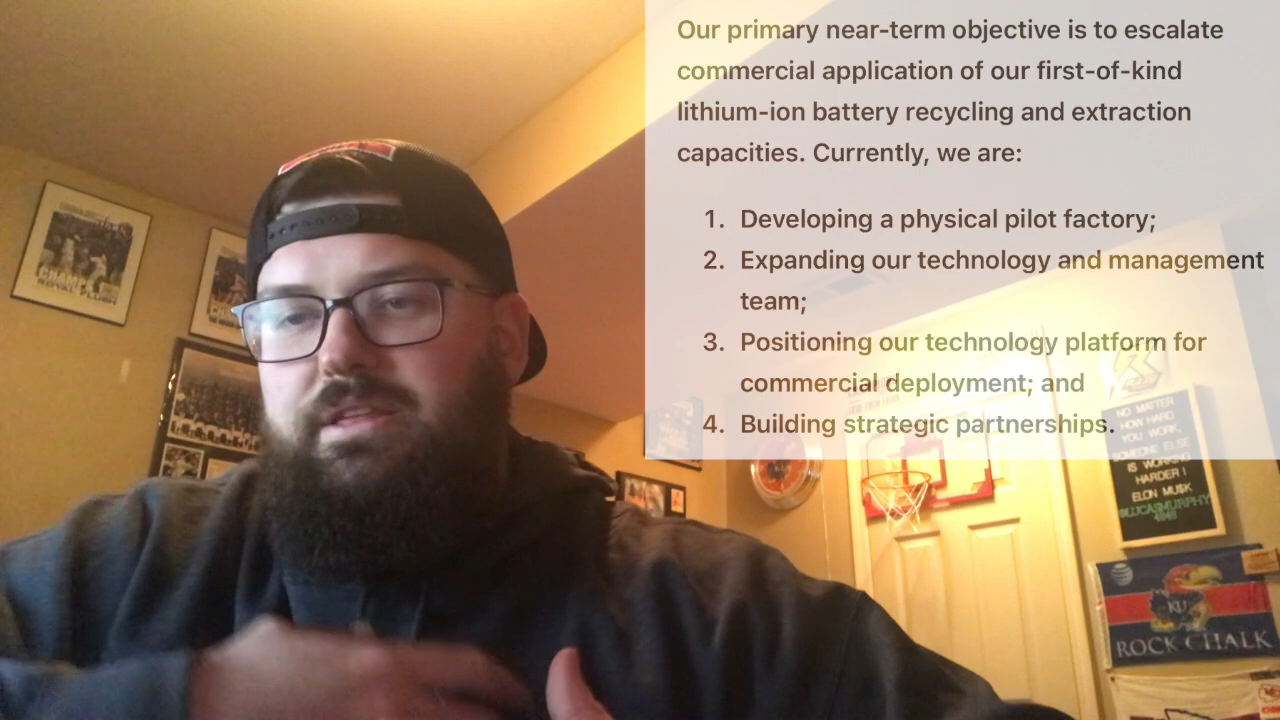 Our primary near-term objective is to escalate
commercial application of our first-of-kind
lithium-ion battery recycling and extraction
capacities. Currently, we are:
1. Developing a physical pilot factory;
2. Expanding our technology and management
team;
3. Positioning our technology platform for
commercial deployment; and
4. Building strategic partnerships.
NO MATTER
HOW HARD
YOU WORK,
SOMEONE ELSE
IS WORKING
HARDER!
ELON MUSK
@LUCASMURPHY
AT&T
KU
ROCK CHALK